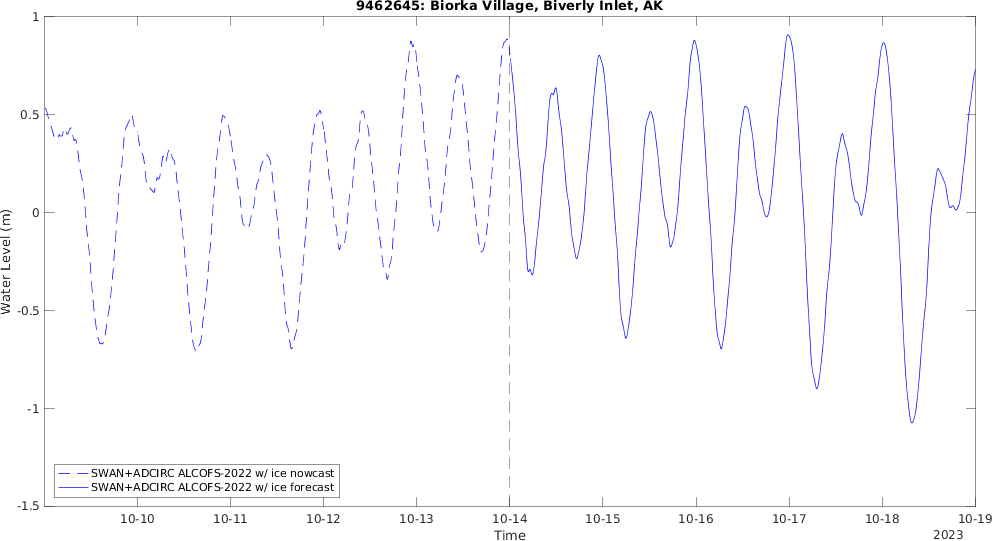 9462645: Biorka Village, Biverly Inlet, AK
Water Level (m)
1
0.5
0
-0.5
-1
-1.5
SWAN+ADCIRC ALCOFS-2022 w/ ice nowcast
SWAN+ADCIRC ALCOFS-2022 w/ ice forecast
10-10 10-11 10-12 10-13 10-14 10-15 10-16 10-17 10-18 10-19
Time
2023